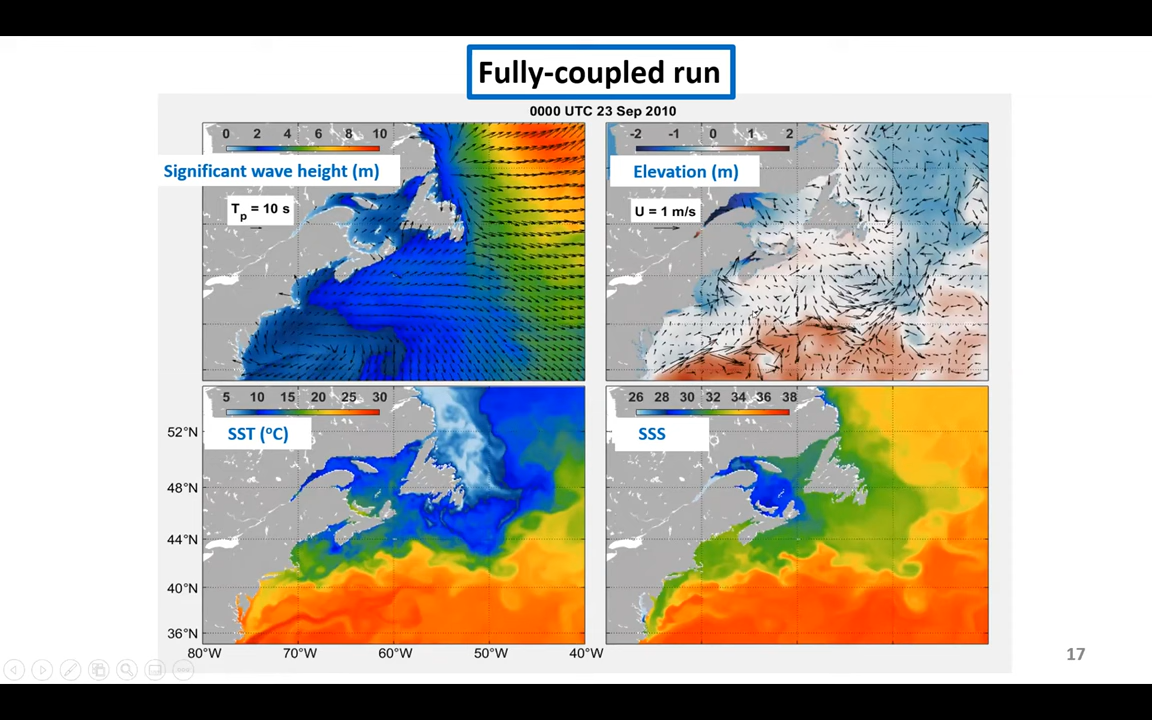 Fully-coupled run
0000 UTC 23 Sep 2010
0 2 4 6 8 10
Significant wave height (m)
Tp = 10 s
-2 -1 0 1 2
Elevation (m)
U = 1 m/s
5 10 15 20 25 30
SST (ºC)
26 28 30 32 34 36 38
SSS
52°N
48°N
44°N
40°N
36°N
80°W 70°W 60°W 50°W 40°W
17